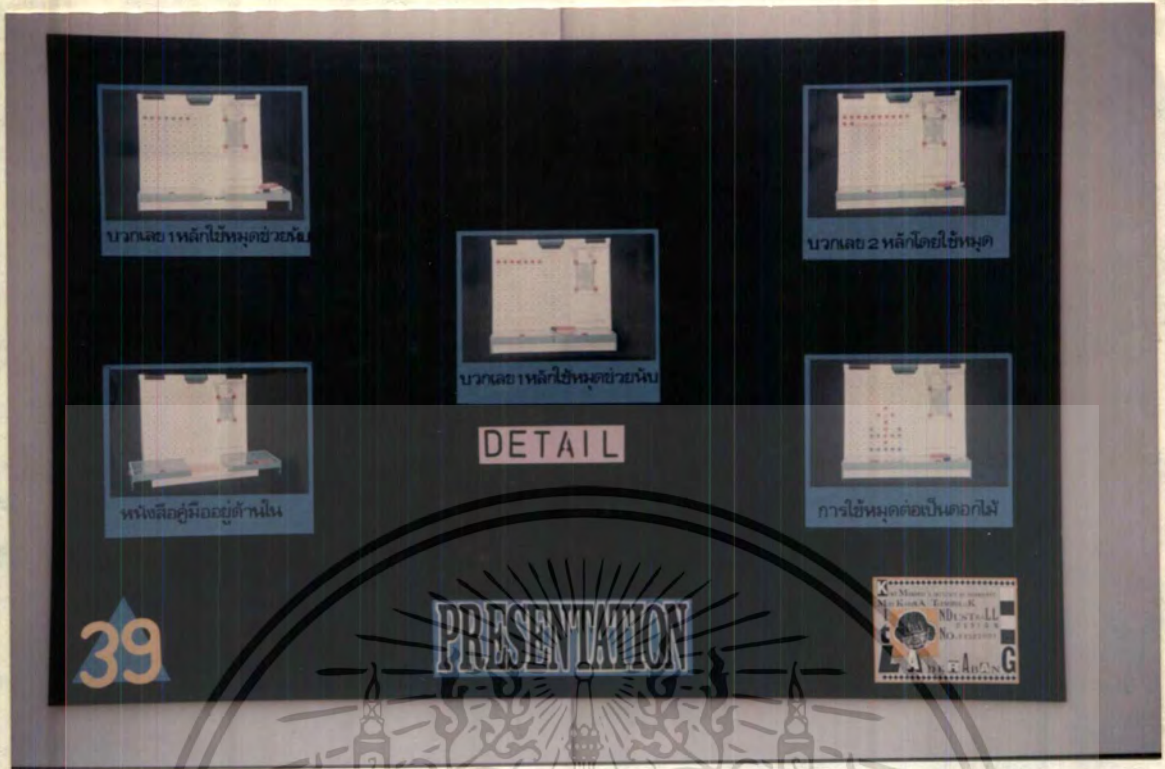 บวกเลข 1 หลักใช้หมุดช่วยนับ
บวกเลข 2 หลักโดยใช้หมุด
บวกเลข 1 หลักใช้หมุดช่วยนับ
หนังสือคู่มืออยู่ด้านใน
DETAIL
การใช้หมุดต่อเป็นดอกไม้
39
PRESENTATION